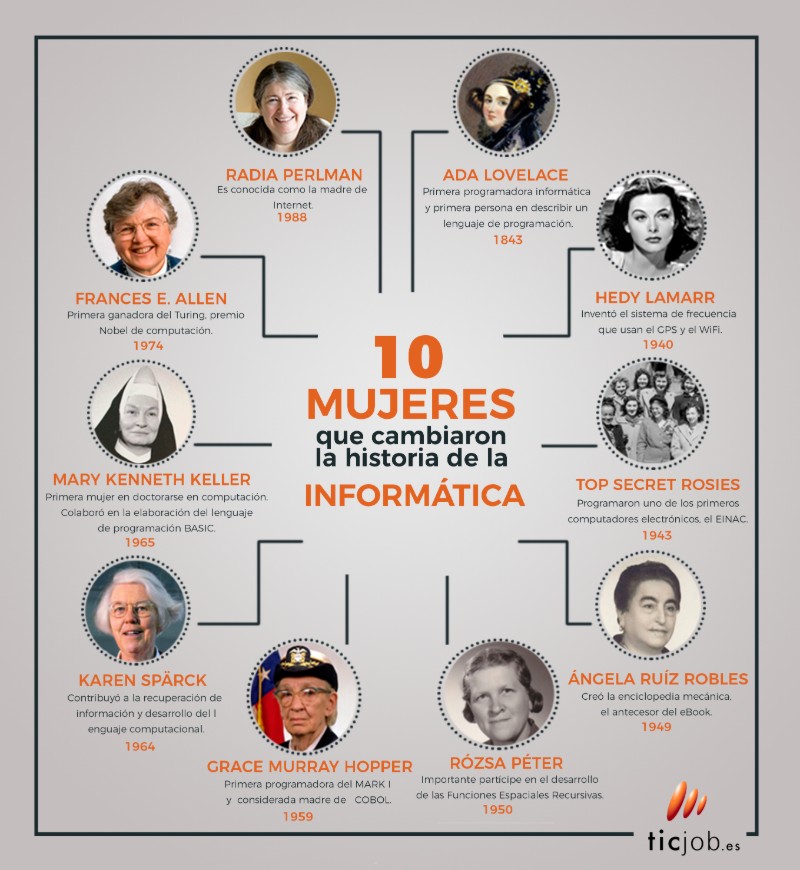 10
MUJERES
que cambiaron
la historia de la
INFORMÁTICA
RADIA PERLMAN
Es conocida como la madre de
Internet.
1988
ADA LOVELACE
Primera programadora informática
y primera persona en describir un
lenguaje de programación.
1843
FRANCES E. ALLEN
Primera ganadora del Turing, premio
Nobel de computación.
1974
HEDY LAMARR
Inventó el sistema de frecuencia
que usan el GPS y el WiFi.
1940
MARY KENNETH KELLER
Primera mujer en doctorarse en computación.
Colaboró en la elaboración del lenguaje
de programación BASIC.
1965
TOP SECRET ROSIES
Programaron uno de los primeros
computadores electrónicos, el EINAC.
1943
KAREN SPÄRCK
Contribuyó a la recuperación de
información y desarrollo del l
enguaje computacional.
1964
ÁNGELA RUÍZ ROBLES
Creó la enciclopedia mecánica,
el antecesor del eBook.
1949
GRACE MURRAY HOPPER
Primera programadora del MARK I
y considerada madre de COBOL.
1959
RÓZSA PÉTER
Importante partícipe en el desarrollo
de las Funciones Espaciales Recursivas.
1950
ticjob.es